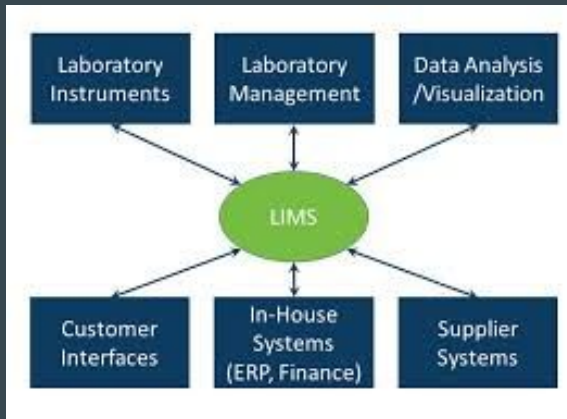 Laboratory
Instruments
Laboratory
Management
Data Analysis
/Visualization
LIMS
Customer
Interfaces
In-House
Systems
(ERP, Finance)
Supplier
Systems